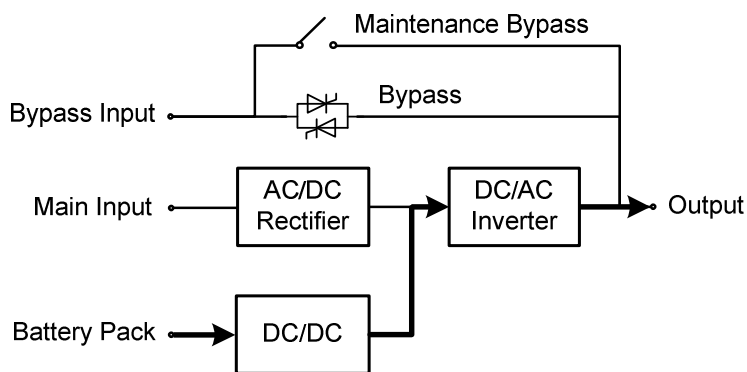 Maintenance Bypass
Bypass Input
Bypass
Main Input
AC/DC
Rectifier
DC/AC
Inverter
Output
Battery Pack
DC/DC